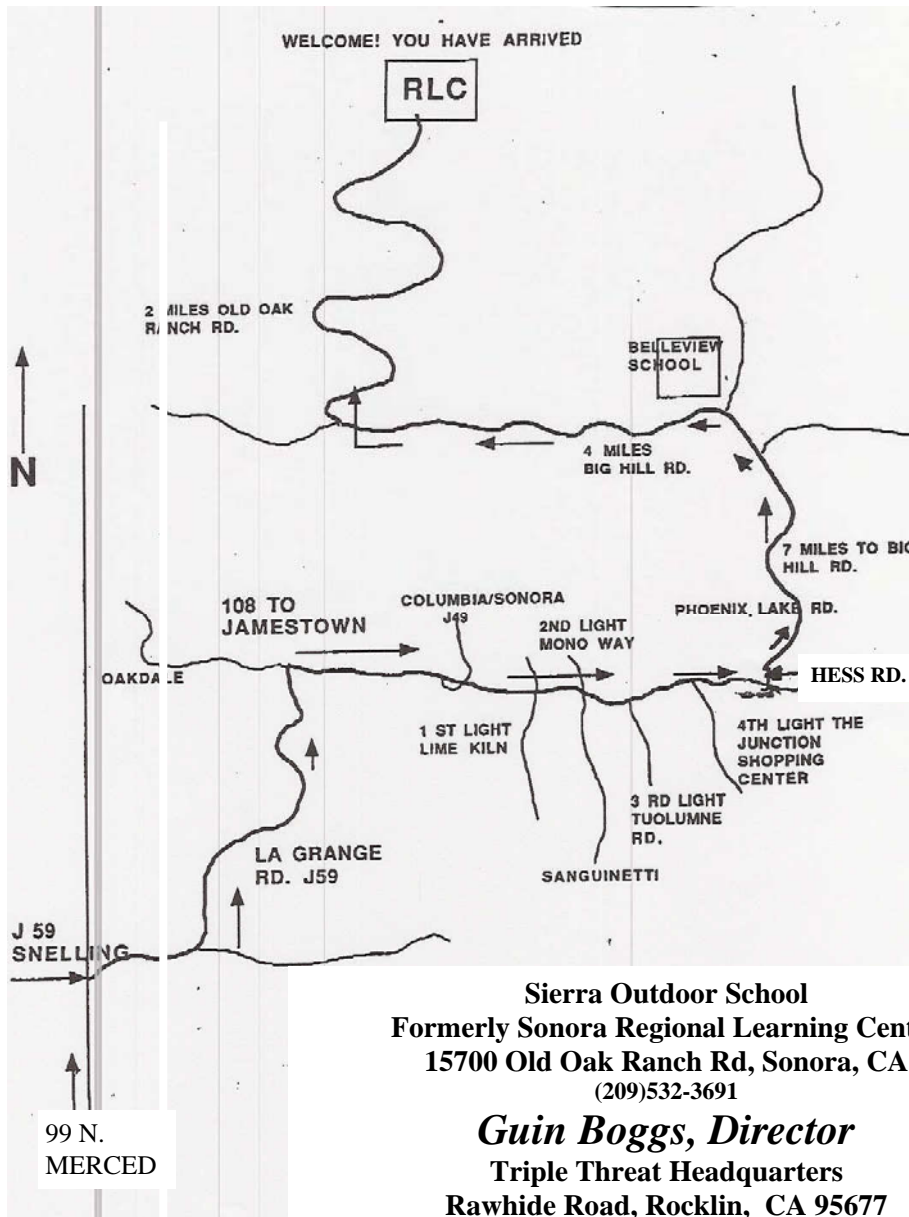 WELCOME! YOU HAVE ARRIVED
RLC
2 MILES OLD OAK
RANCH RD.
BELLEVIEW
SCHOOL
N
4 MILES
BIG HILL RD.
7 MILES TO BIG
HILL RD.
PHOENIX LAKE RD.
108 TO
JAMESTOWN
COLUMBIA/SONORA
J49
2ND LIGHT
MONO WAY
OAKDALE
HESS RD.
1 ST LIGHT
LIME KILN
4TH LIGHT THE
JUNCTION
SHOPPING
CENTER
3 RD LIGHT
TUOLUMNE
RD.
SANGUINETTI
LA GRANGE
RD. J59
J 59
SNELLING
99 N.
MERCED
Sierra Outdoor School
Formerly Sonora Regional Learning Cent
15700 Old Oak Ranch Rd, Sonora, CA
(209)532-3691
Guin Boggs, Director
Triple Threat Headquarters
Rawhide Road, Rocklin, CA 95677